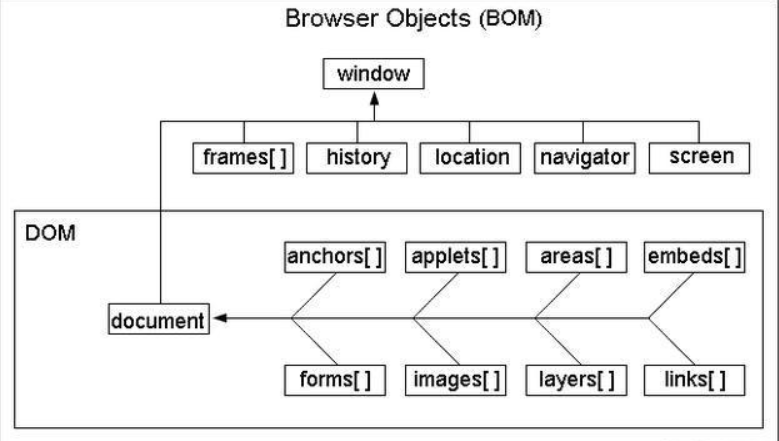 Browser Objects (BOM)
window
frames[ ]
history
location
navigator
screen
DOM
anchors[ ]
applets[ ]
areas[ ]
embeds[ ]
document
forms[ ]
images[ ]
layers[ ]
links[ ]